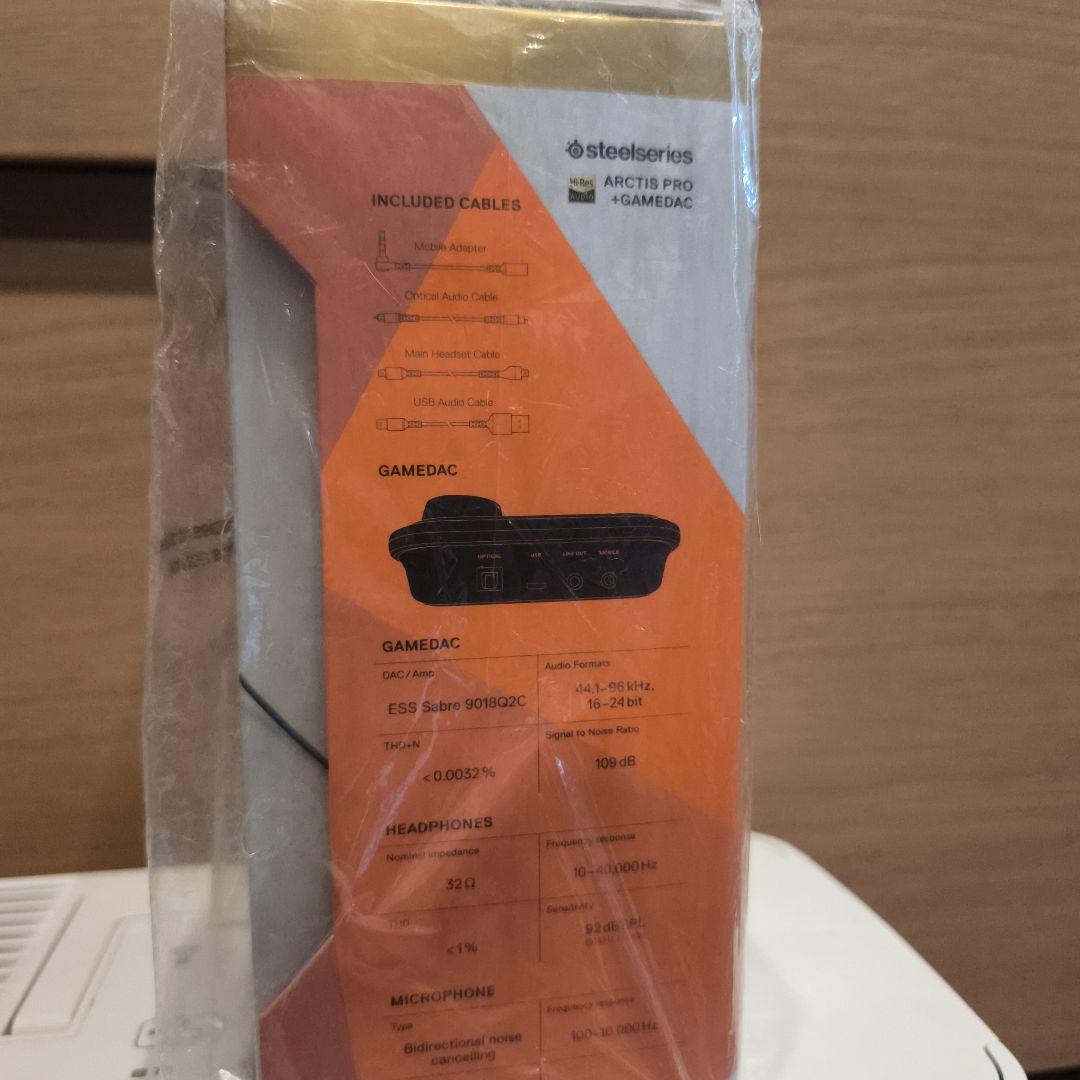 steelseries
Hi-Res
AUDIO
ARCTIS PRO
+GAMEDAC
INCLUDED CABLES
Mobile Adapter
Optical Audio Cable
Main Headset Cable
USB Audio Cable
GAMEDAC
OPTICAL
USB
LINE OUT
MOBILE
GAMEDAC
DAC/Amp
ESS Sabre 9018Q2C
Audio Formats
44.1–96 kHz,
16–24 bit
THD+N
<0.0032%
Signal to Noise Ratio
109 dB
HEADPHONES
Nominal Impedance
32Ω
Frequency response
10–40,000 Hz
THD
<1%
Sensitivity
92 dBSPL
MICROPHONE
Type
Bidirectional noise
cancelling
Frequency response
100–10,000 Hz